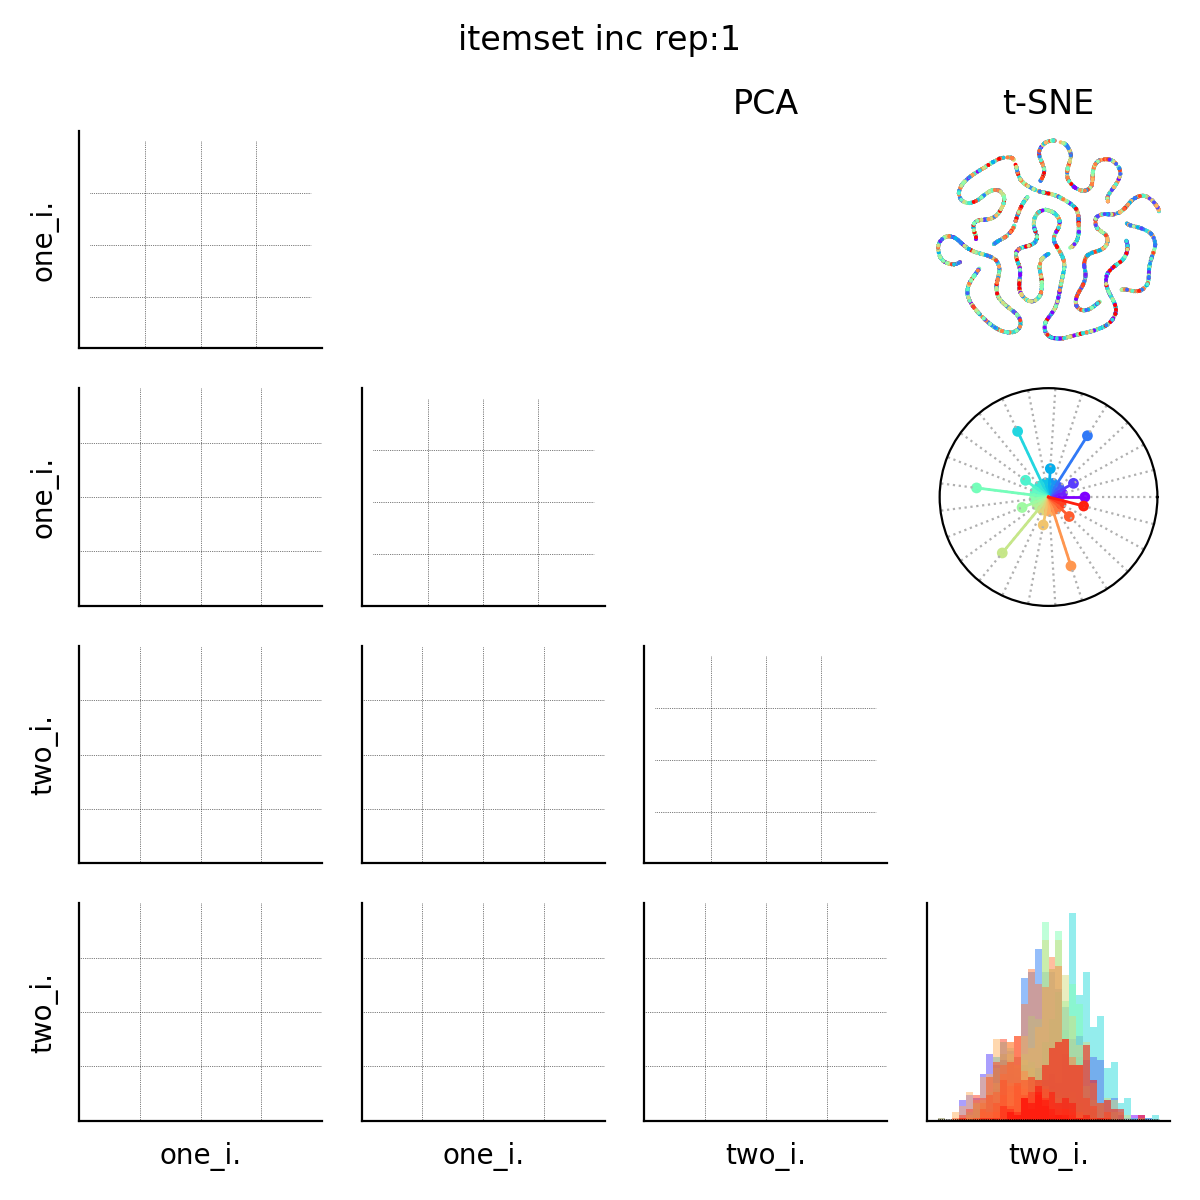 itemset inc rep:1
PCA
t-SNE
one_i.
one_i.
two_i.
two_i.
one_i.
one_i.
two_i.
two_i.